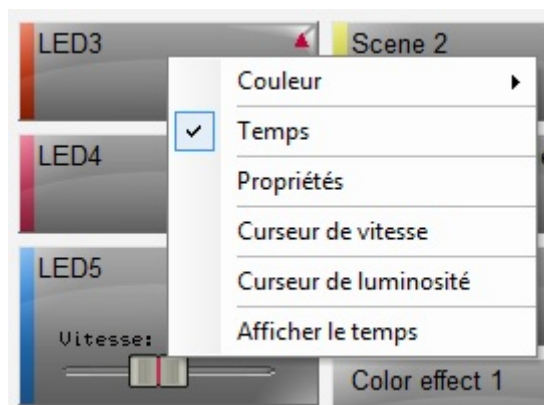 LED3
Scene 2
Couleur
Temps
LED4
Propriétés
Curseur de vitesse
LED5
Curseur de luminosité
Vitesse:
Afficher le temps
Color effect 1